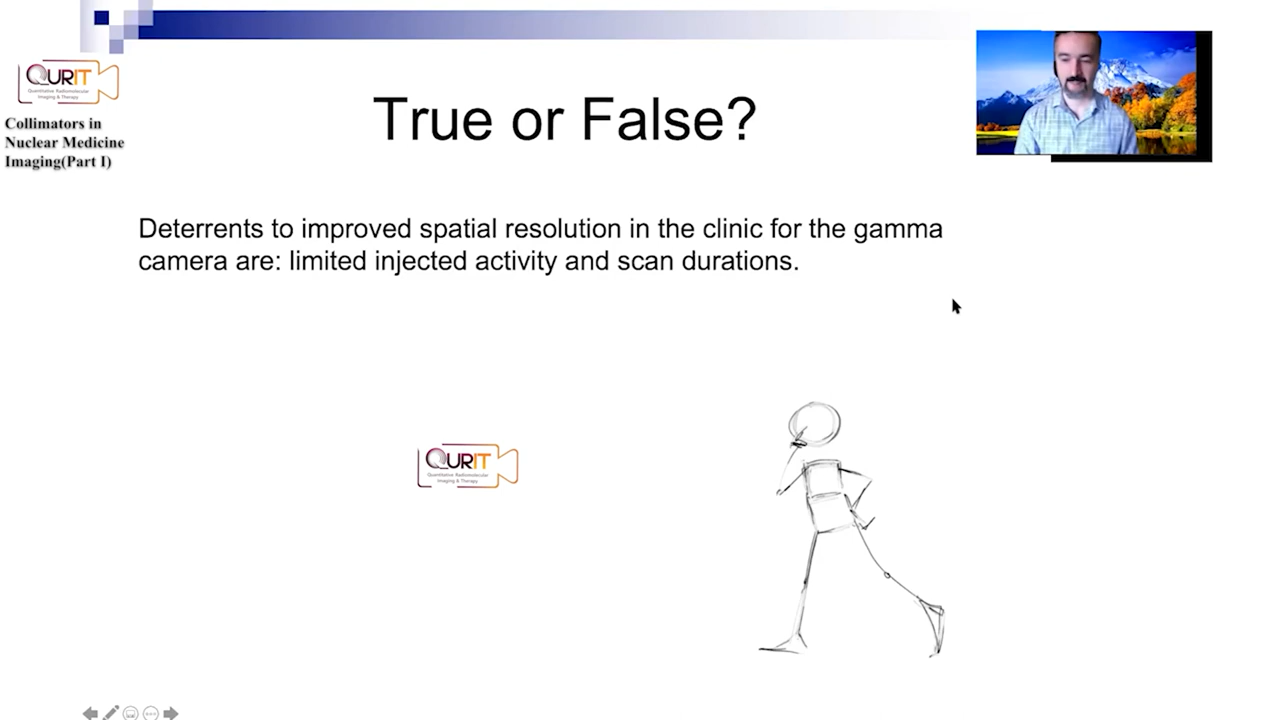 QURIT
Quantitative Radiomolecular
Imaging & Therapy
Collimators in
Nuclear Medicine
Imaging(Part I)
True or False?
Deterrents to improved spatial resolution in the clinic for the gamma
camera are: limited injected activity and scan durations.
QURIT
Quantitative Radiomolecular
Imaging & Therapy